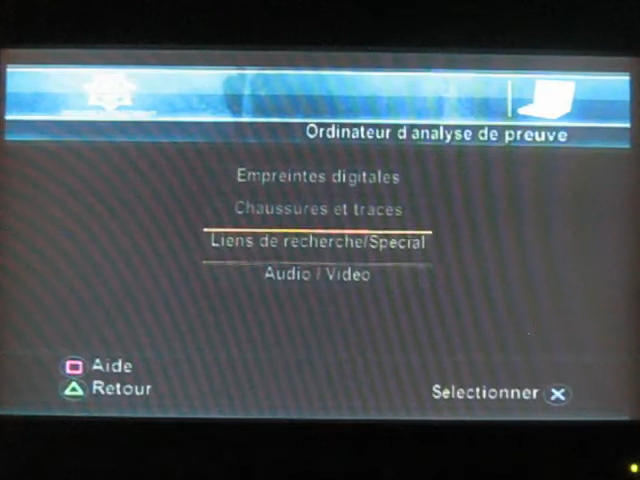 Ordinateur d'analyse de preuve
Empreintes digitales
Chaussures et traces
Liens de recherche/Special
Audio / Video
Aide
Retour
Selectionner